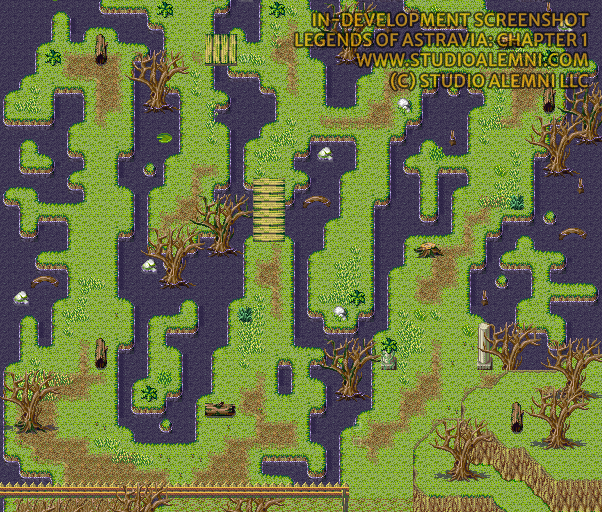 IN-DEVELOPMENT SCREENSHOT
LEGENDS OF ASTRAVIA: CHAPTER 1
WWW.STUDIOALEMNI.COM
(C) STUDIO ALEMNI LLC